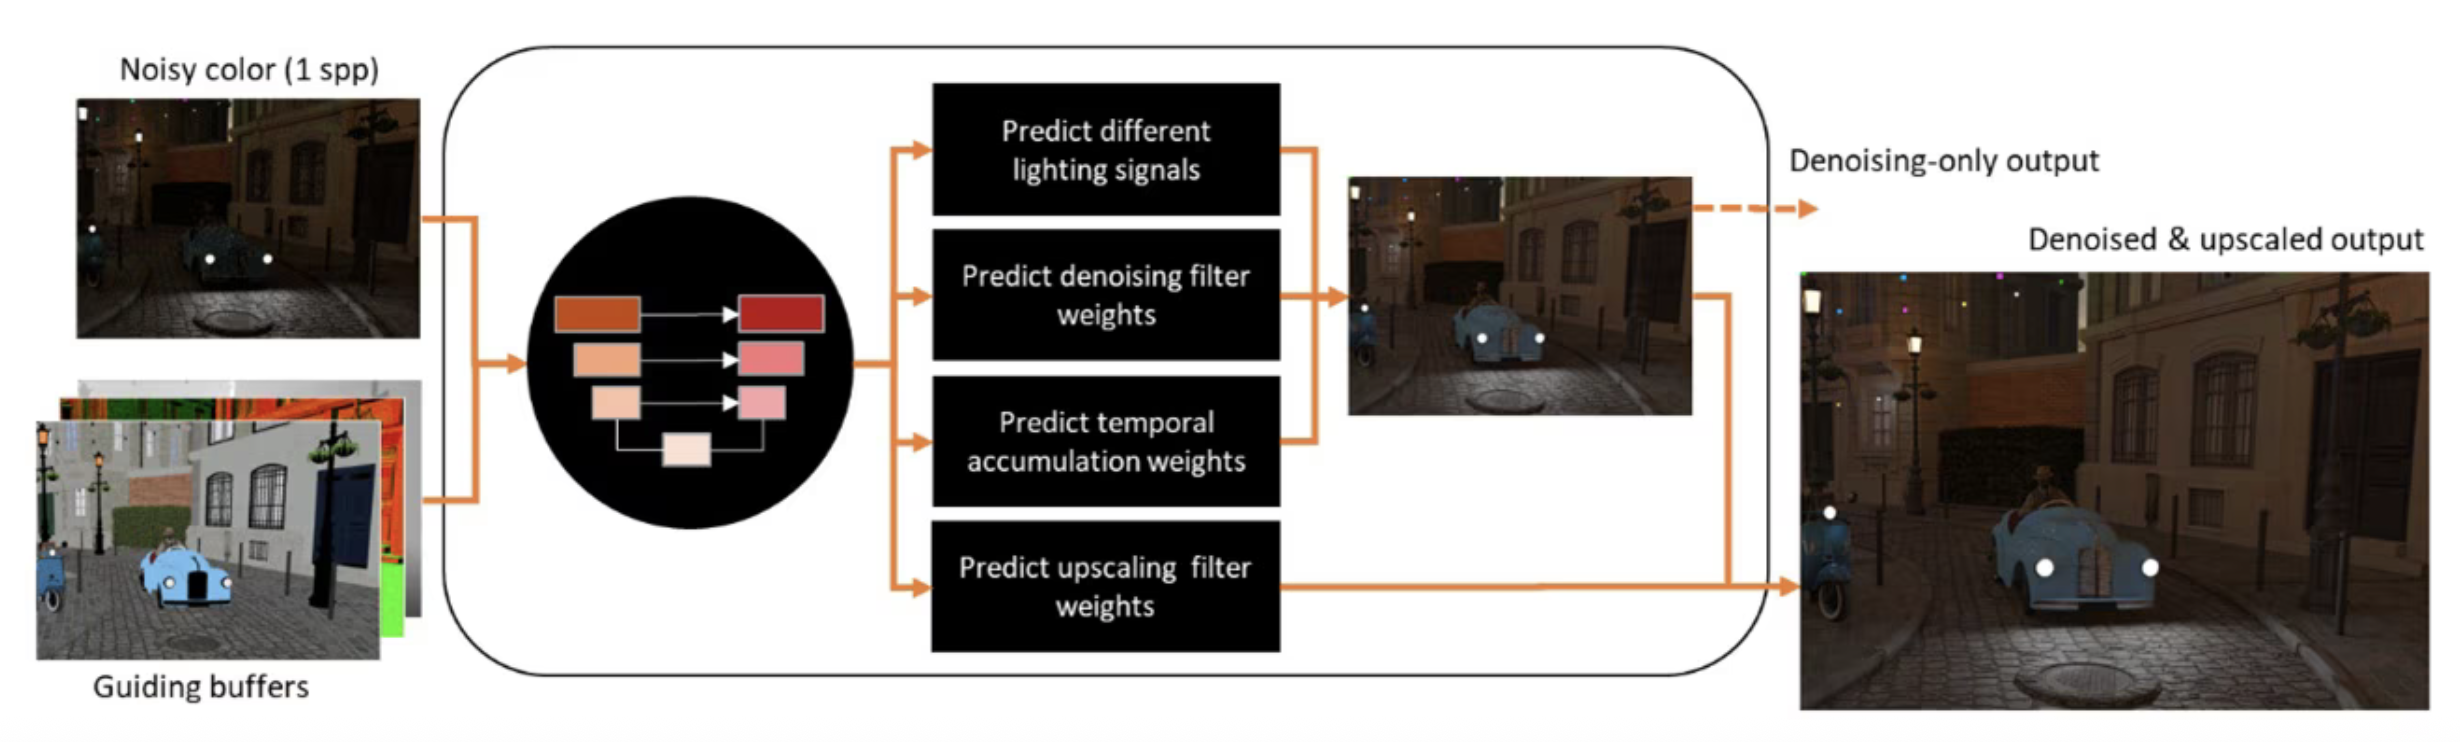 Noisy color (1 spp)
Guiding buffers
Predict different
lighting signals
Predict denoising filter
weights
Predict temporal
accumulation weights
Predict upscaling filter
weights
Denoising-only output
Denoised & upscaled output